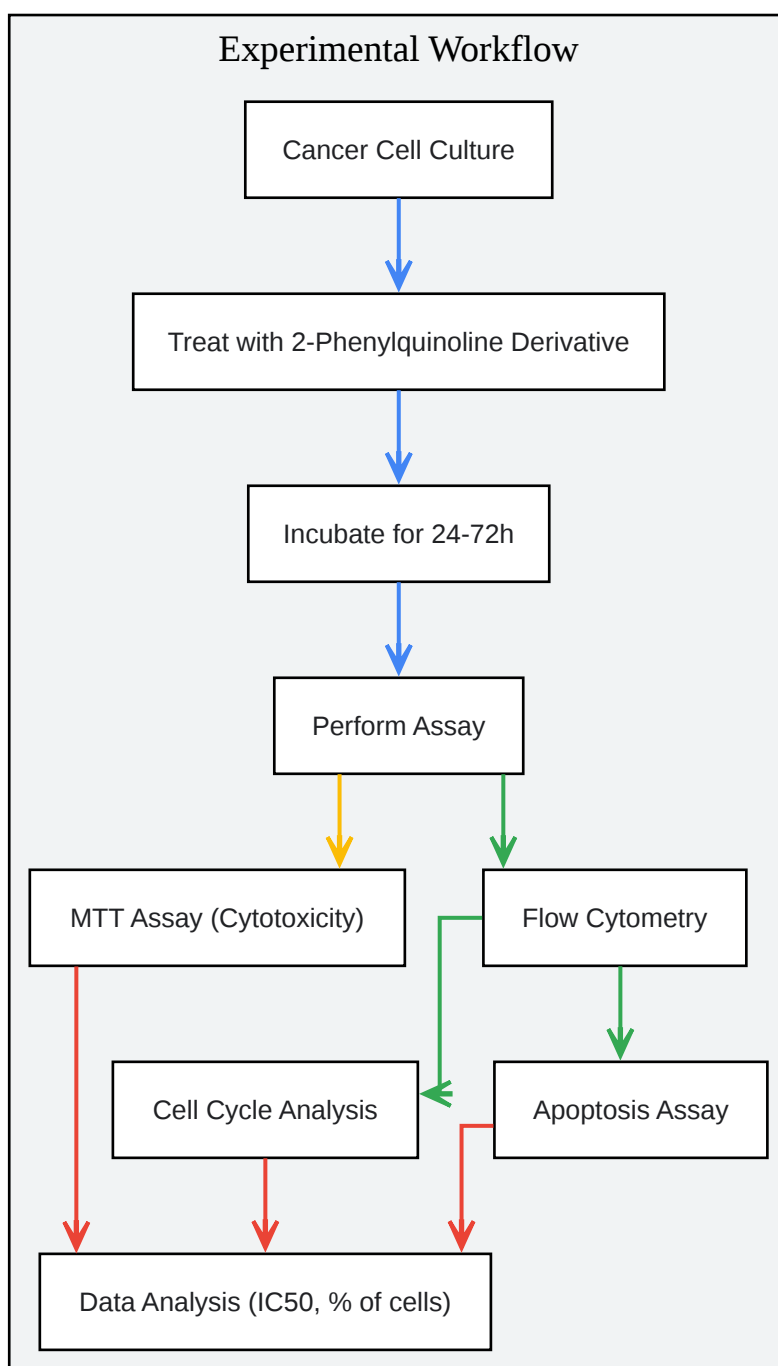 Experimental Workflow
Cancer Cell Culture
Treat with 2-Phenylquinoline Derivative
Incubate for 24-72h
Perform Assay
MTT Assay (Cytotoxicity)
Flow Cytometry
Cell Cycle Analysis
Apoptosis Assay
Data Analysis (IC50, % of cells)